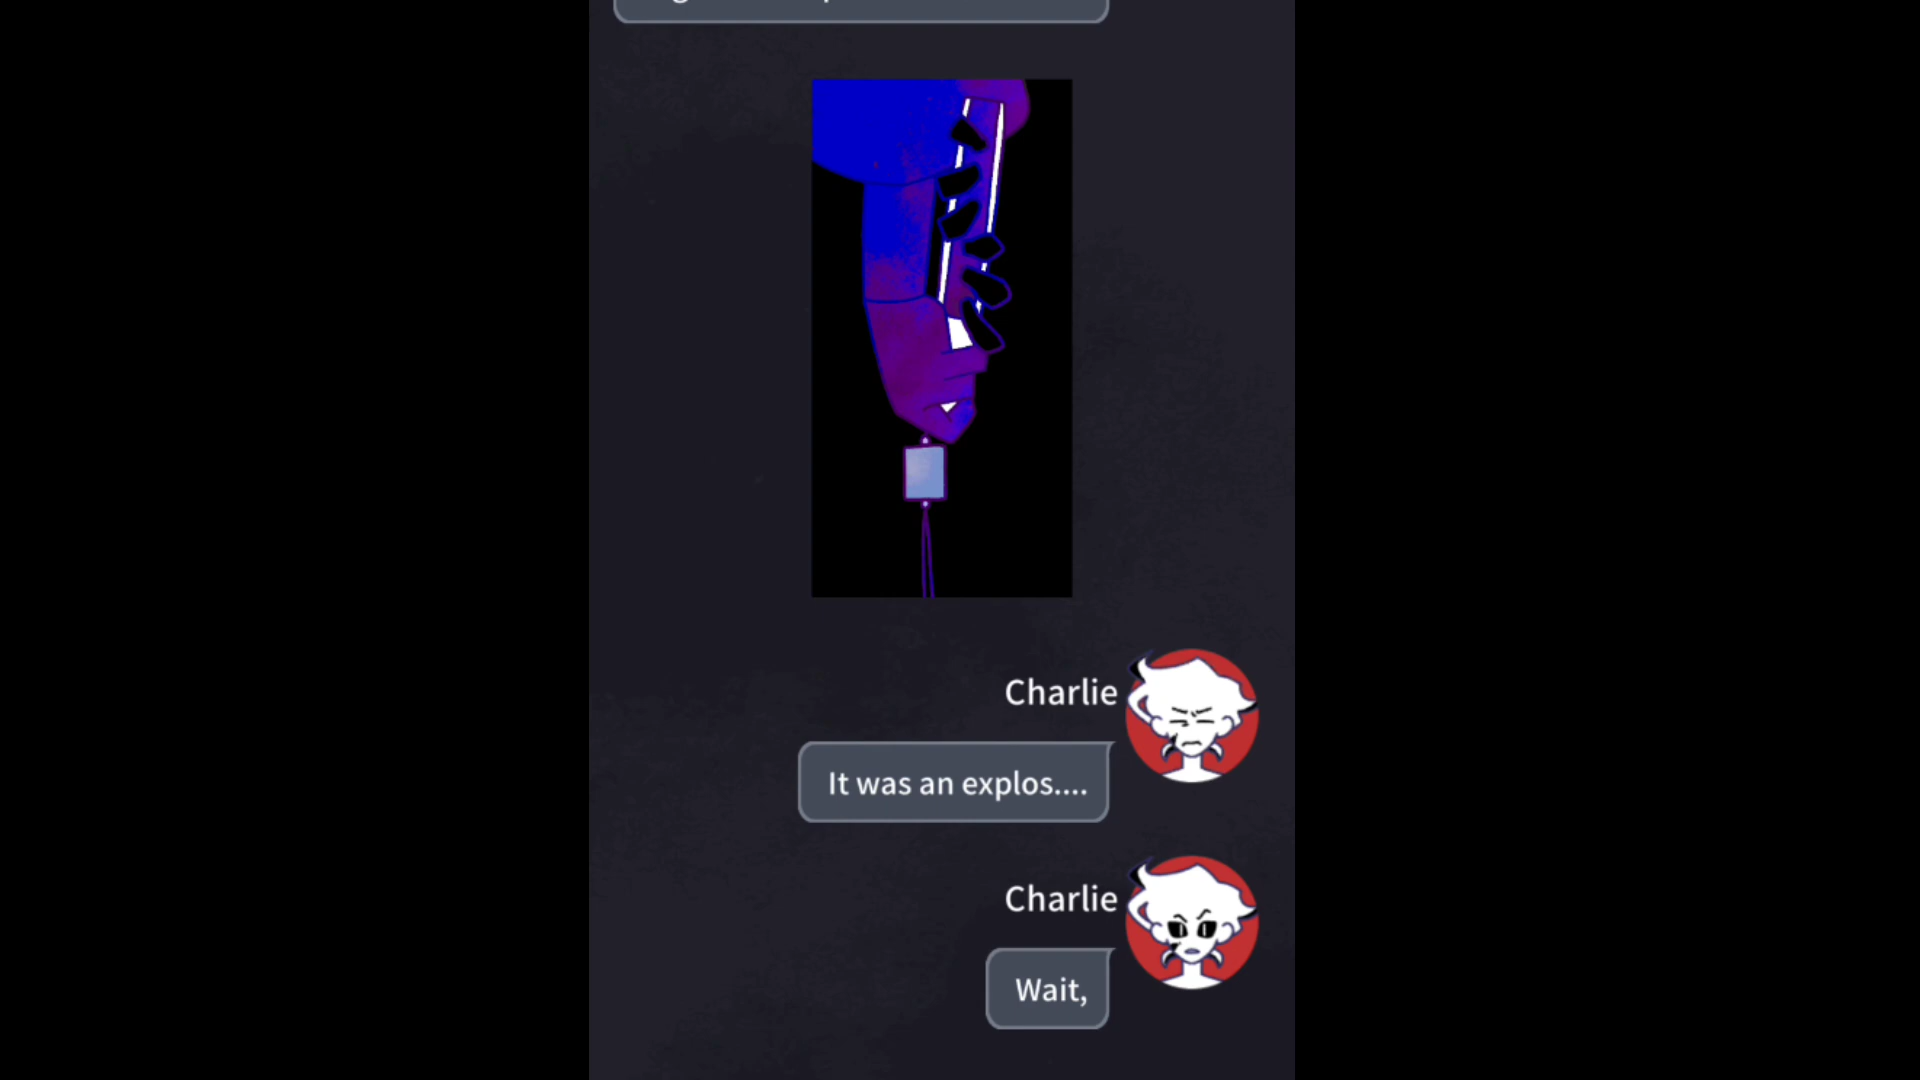 Charlie
It was an explos....
Charlie
Wait,